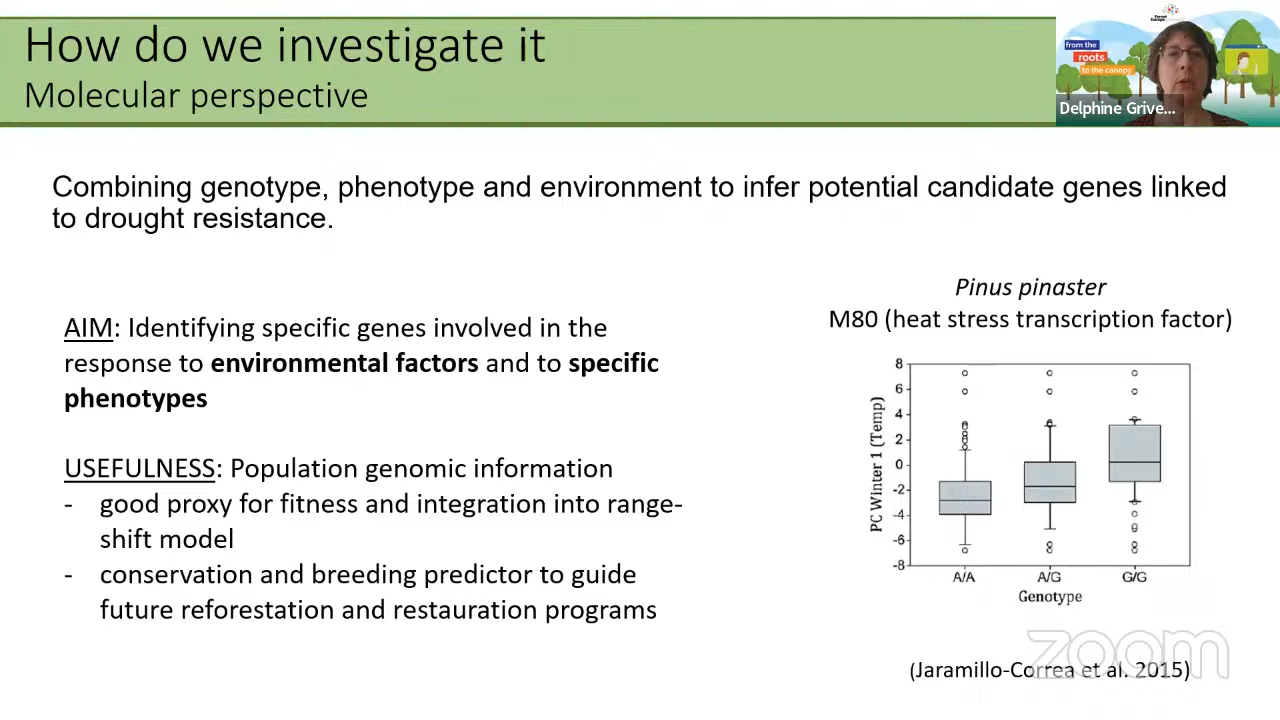 How do we investigate it
Molecular perspective
from the
roots
to the canopy
Delphine Grive...
Combining genotype, phenotype and environment to infer potential candidate genes linked
to drought resistance.
AIM: Identifying specific genes involved in the
response to environmental factors and to specific
phenotypes
USEFULNESS: Population genomic information
- good proxy for fitness and integration into range-
shift model
- conservation and breeding predictor to guide
future reforestation and restauration programs
Pinus pinaster
M80 (heat stress transcription factor)
PC Winter 1 (Temp)
8
6
4
2
0
-2
-4
-6
-8
A/A A/G G/G
Genotype
(Jaramillo-Correa et al. 2015)
zoom